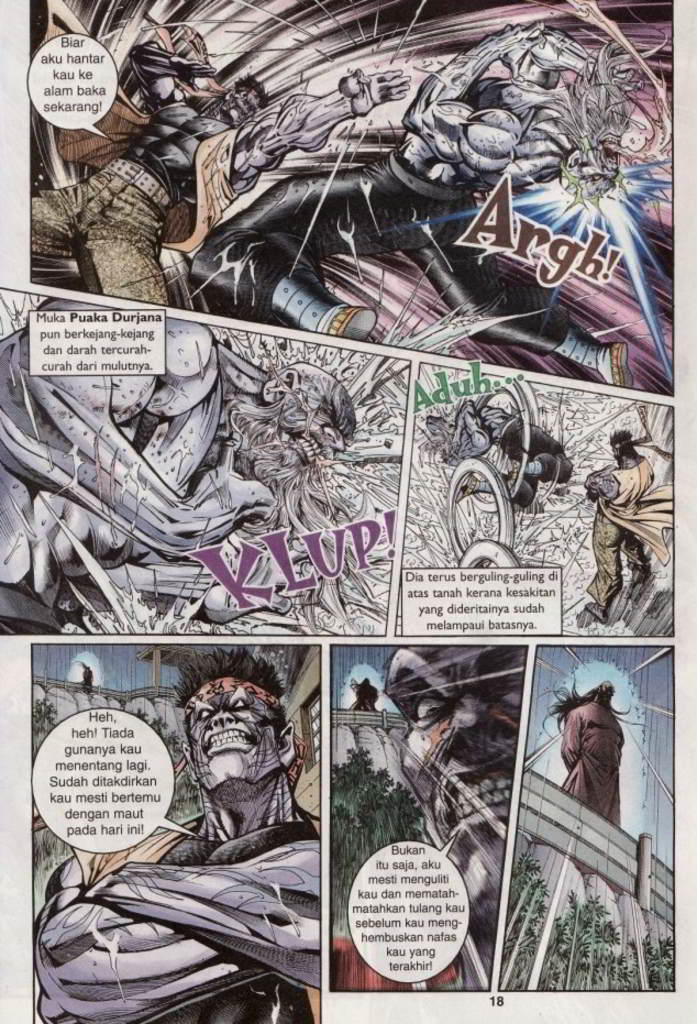 Biar
aku hantar
kau ke
alam baka
sekarang!
Argh!
Muka Puaka Durjana
pun berkejang-kejang
dan darah tercurah-
curah dari mulutnya.
KLUP!
Aduh...
Dia terus berguling-guling di
atas tanah kerana kesakitan
yang dideritainya sudah
melampaui batasnya.
Heh,
heh! Tiada
gunanya kau
menentang lagi.
Sudah ditakdirkan
kau mesti bertemu
dengan maut
pada hari ini!
Bukan
itu saja, aku
mesti menguliti
kau dan mematah-
matahkan tulang kau
sebelum kau meng-
hembuskan nafas
kau yang
terakhir!
18